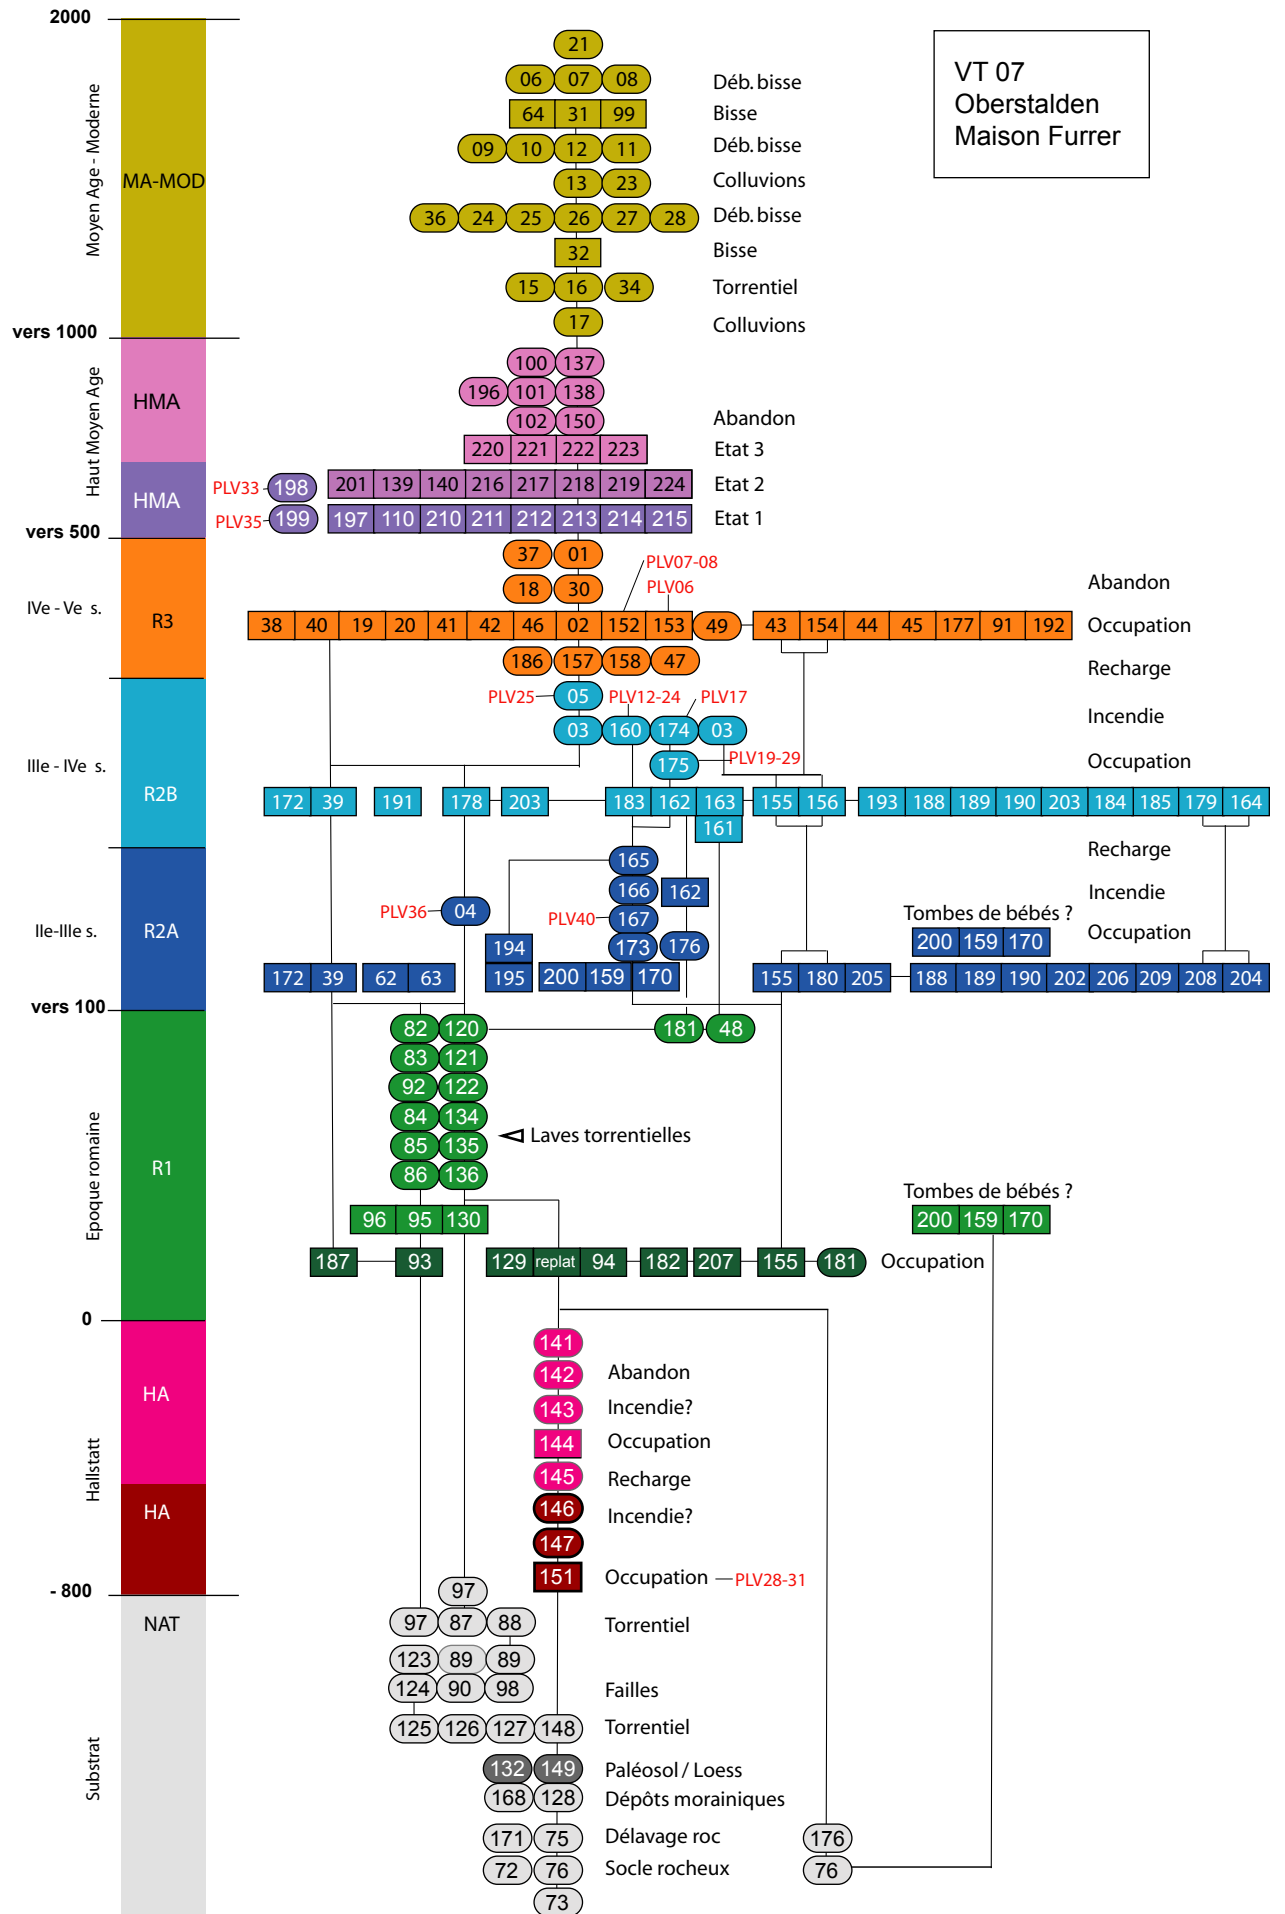 2000
VT 07
Oberstalden
Maison Furrer
Moyen Age - Moderne
MA-MOD
21
06 07 08 Déb. bisse
64 31 99 Bisse
09 10 12 11 Déb. bisse
13 23 Colluvions
36 24 25 26 27 28 Déb. bisse
32 Bisse
15 16 34 Torrentiel
17 Colluvions
vers 1000
Haut Moyen Age
HMA
100 137
196 101 138
102 150 Abandon
220 221 222 223 Etat 3
HMA
PLV33 198 201 139 140 216 217 218 219 224 Etat 2
PLV35 199 197 110 210 211 212 213 214 215 Etat 1
vers 500
37 01
PLV07-08
18 30 PLV06 Abandon
IVe - Ve s.
R3
38 40 19 20 41 42 46 02 152 153 49 43 154 44 45 177 91 192 Occupation
186 157 158 47 Recharge
PLV25 05 PLV12-24 PLV17
03 160 174 03 Incendie
IIIe - IVe s.
175 PLV19-29 Occupation
R2B
172 39 191 178 203 183 162 163 155 156 193 188 189 190 203 184 185 179 164
161
165 Recharge
166 162 Incendie
PLV36 04 PLV40 167 Tombes de bébés ?
IIe-IIIe s.
R2A
194 173 176 200 159 170 Occupation
172 39 62 63 195 200 159 170 155 180 205 188 189 190 202 206 209 208 204
vers 100
82 120 181 48
83 121
92 122
84 134
Laves torrentielles
85 135
86 136
Epoque romaine
R1
Tombes de bébés ?
96 95 130 200 159 170
187 93 129 replat 94 182 207 155 181 Occupation
0
141
142 Abandon
HA
143 Incendie?
144 Occupation
Hallstatt
145 Recharge
HA
146 Incendie?
147
151 Occupation PLV28-31
- 800
97
NAT
97 87 88 Torrentiel
123 89 89
124 90 98 Failles
125 126 127 148 Torrentiel
Substrat
132 149 Paléosol / Loess
168 128 Dépôts morainiques
171 75 Délavage roc 176
72 76 Socle rocheux 76
73